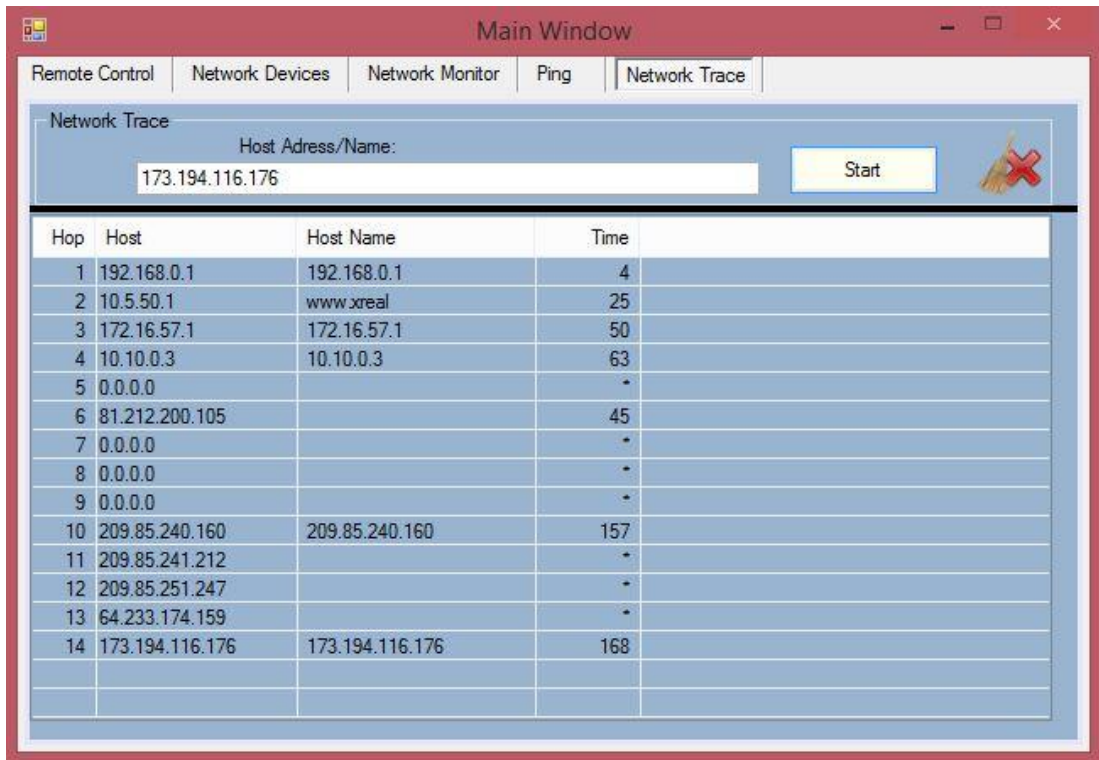 Main Window
Remote Control Network Devices Network Monitor Ping Network Trace
Network Trace
Host Adress/Name:
173.194.116.176
Start
Hop Host Host Name Time
1 192.168.0.1 192.168.0.1 4
2 10.5.50.1 www.xreal 25
3 172.16.57.1 172.16.57.1 50
4 10.10.0.3 10.10.0.3 63
5 0.0.0.0 *
6 81.212.200.105 45
7 0.0.0.0 *
8 0.0.0.0 *
9 0.0.0.0 *
10 209.85.240.160 209.85.240.160 157
11 209.85.241.212 *
12 209.85.251.247 *
13 64.233.174.159 *
14 173.194.116.176 173.194.116.176 168